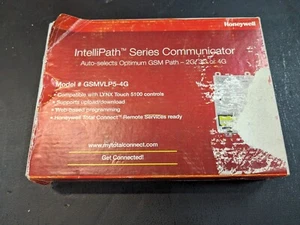 Honeywell
IntelliPath™ Series Communicator
Auto-selects Optimum GSM Path – 2G/3G or 4G
Model # GSMVLP5-4G
• Compatible with LYNX Touch 5100 controls
• Supports upload/download
• Web-based programming
• Honeywell Total Connect™ Remote Services ready
www.mytotalconnect.com
Get Connected!